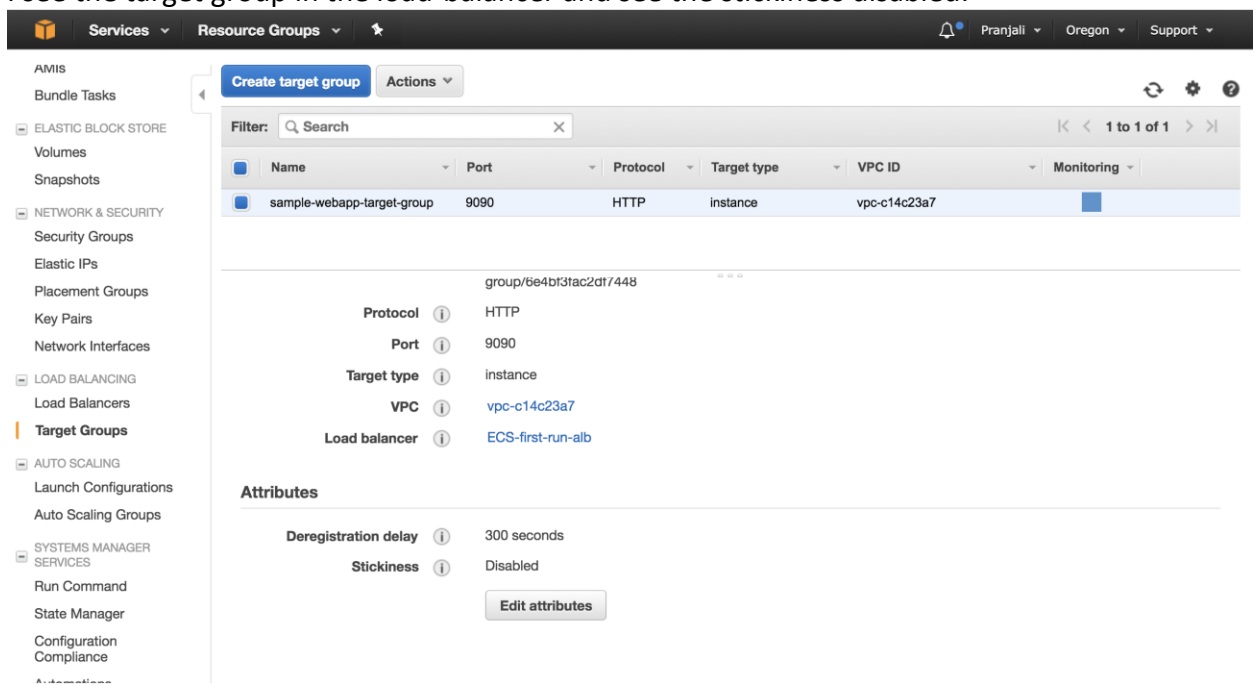 I see the target group in the load-balancer and see the stickiness disabled.
Services Resource Groups Pranjali Oregon Support
AMIs
Bundle Tasks
ELASTIC BLOCK STORE
Volumes
Snapshots
NETWORK & SECURITY
Security Groups
Elastic IPs
Placement Groups
Key Pairs
Network Interfaces
LOAD BALANCING
Load Balancers
Target Groups
AUTO SCALING
Launch Configurations
Auto Scaling Groups
SYSTEMS MANAGER
SERVICES
Run Command
State Manager
Configuration
Compliance
Automations
Create target group Actions
Filter: Search 1 to 1 of 1
Name Port Protocol Target type VPC ID Monitoring
sample-webapp-target-group 9090 HTTP instance vpc-c14c23a7
group/6e4bf3fac2df7448
Protocol HTTP
Port 9090
Target type instance
VPC vpc-c14c23a7
Load balancer ECS-first-run-alb
Attributes
Deregistration delay 300 seconds
Stickiness Disabled
Edit attributes